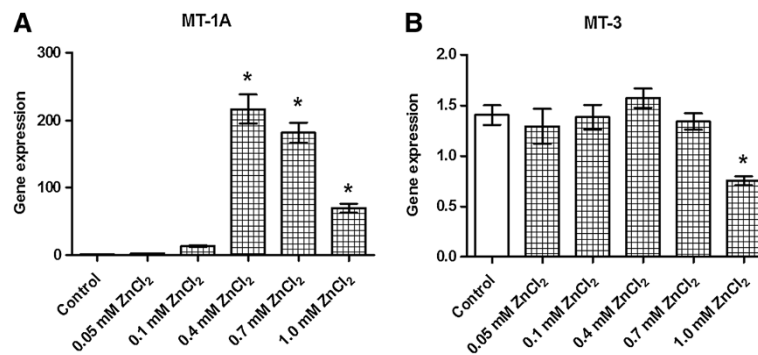 A
MT-1A
Gene expression
300
200
100
0
*
*
*
Control
0.05 mM ZnCl₂
0.1 mM ZnCl₂
0.4 mM ZnCl₂
0.7 mM ZnCl₂
1.0 mM ZnCl₂
B
MT-3
Gene expression
2.0
1.5
1.0
0.5
0.0
*
Control
0.05 mM ZnCl₂
0.1 mM ZnCl₂
0.4 mM ZnCl₂
0.7 mM ZnCl₂
1.0 mM ZnCl₂